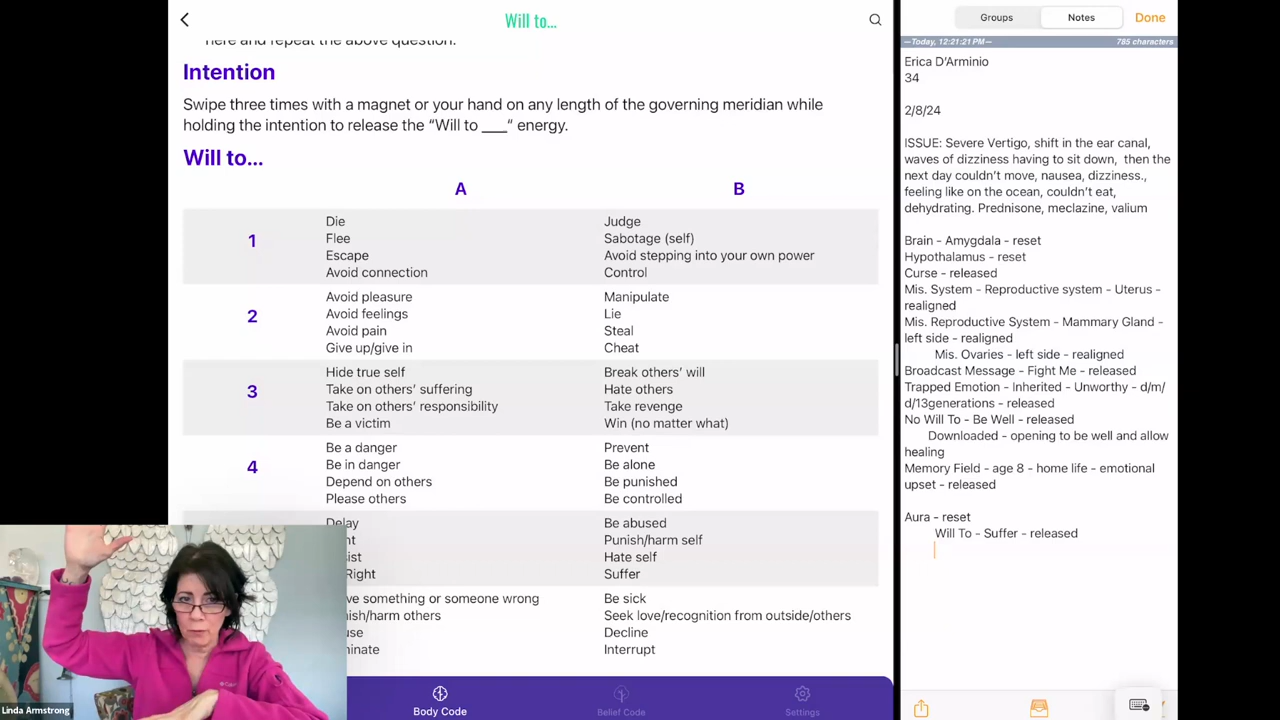 Will to...
here and repeat the above question.
Intention
Swipe three times with a magnet or your hand on any length of the governing meridian while
holding the intention to release the “Will to ___“ energy.
Will to...
A B
1
Die
Flee
Escape
Avoid connection
Judge
Sabotage (self)
Avoid stepping into your own power
Control
2
Avoid pleasure
Avoid feelings
Avoid pain
Give up/give in
Manipulate
Lie
Steal
Cheat
3
Hide true self
Take on others’ suffering
Take on others’ responsibility
Be a victim
Break others’ will
Hate others
Take revenge
Win (no matter what)
4
Be a danger
Be in danger
Depend on others
Please others
Prevent
Be alone
Be punished
Be controlled
Delay
Right
Be abused
Punish/harm self
Hate self
Suffer
something or someone wrong
others
Be sick
Seek love/recognition from outside/others
Decline
Interrupt
Body Code
Belief Code
Settings
Linda Armstrong
Groups
Notes
Done
—Today, 12:21:21 PM— 785 characters
Erica D’Arminio
34
2/8/24
ISSUE: Severe Vertigo, shift in the ear canal,
waves of dizziness having to sit down, then the
next day couldn’t move, nausea, dizziness.,
feeling like on the ocean, couldn’t eat,
dehydrating. Prednisone, meclazine, valium
Brain - Amygdala - reset
Hypothalamus - reset
Curse - released
Mis. System - Reproductive system - Uterus -
realigned
Mis. Reproductive System - Mammary Gland -
left side - realigned
Mis. Ovaries - left side - realigned
Broadcast Message - Fight Me - released
Trapped Emotion - Inherited - Unworthy - d/m/
d/13generations - released
No Will To - Be Well - released
Downloaded - opening to be well and allow
healing
Memory Field - age 8 - home life - emotional
upset - released
Aura - reset
Will To - Suffer - released